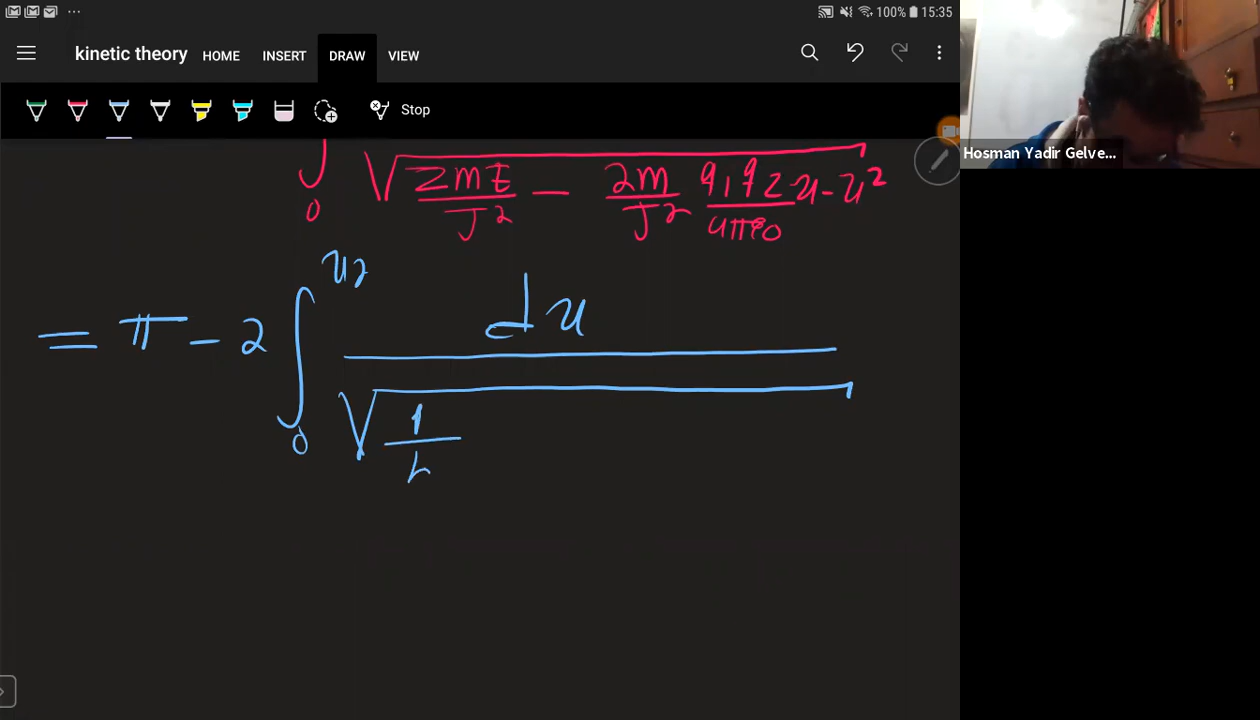 100% 15:35
kinetic theory HOME INSERT DRAW VIEW
Stop
Hosman Yadir Gelve...
∫ 0 √ 2mE/J² − 2m/J² q₁q₂/4πε0 u − u²
= π − 2 ∫ 0 u₂ du
√ 1/b